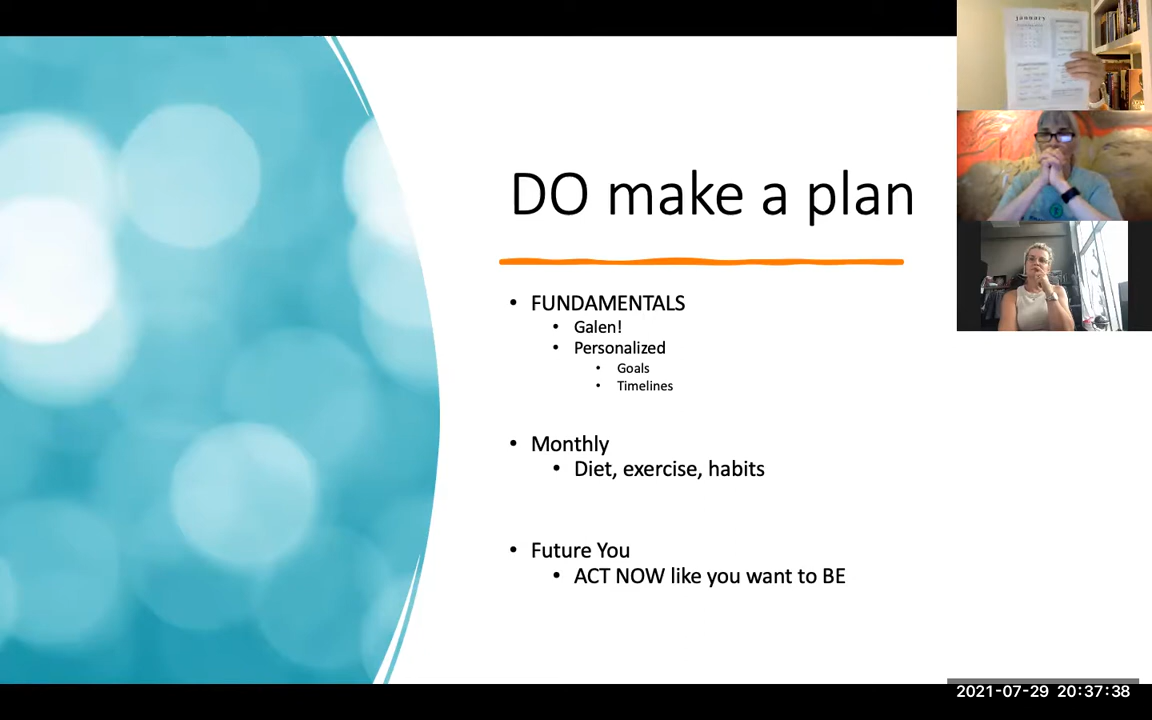 January
DO make a plan
• FUNDAMENTALS
• Galen!
• Personalized
• Goals
• Timelines
• Monthly
• Diet, exercise, habits
• Future You
• ACT NOW like you want to BE
2021-07-29 20:37:38